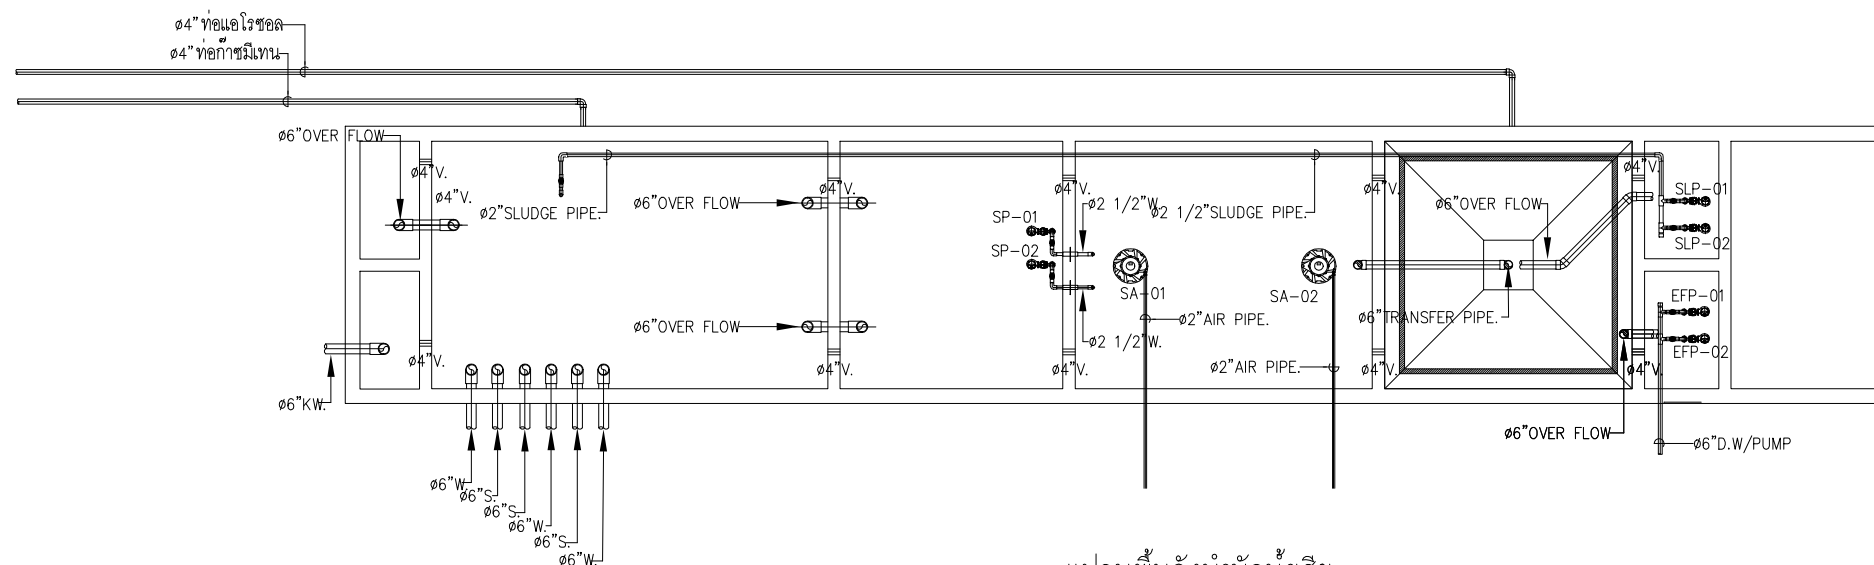 ø4"ท่อแอโรซอล
ø4"ท่อก๊าซมีเทน
ø6"OVER FLOW
ø4"V.
ø4"V.
ø2"SLUDGE PIPE.
ø6"OVER FLOW
ø4"V.
SP-01
SP-02
ø4"V.
ø2 1/2"W.
ø2 1/2"SLUDGE PIPE.
ø4"V.
ø6"OVER FLOW
ø4"V.
SLP-01
SLP-02
SA-01
SA-02
ø2"AIR PIPE.
ø6"TRANSFER PIPE.
EFP-01
EFP-02
ø6"OVER FLOW
ø2 1/2"W.
ø4"V.
ø4"V.
ø4"V.
ø2"AIR PIPE.
ø4"V.
ø4"V.
ø6"KW.
ø6"OVER FLOW
ø6"D.W/PUMP
ø6"W.
ø6"S.
ø6"S.
ø6"W.
ø6"S.
ø6"W.